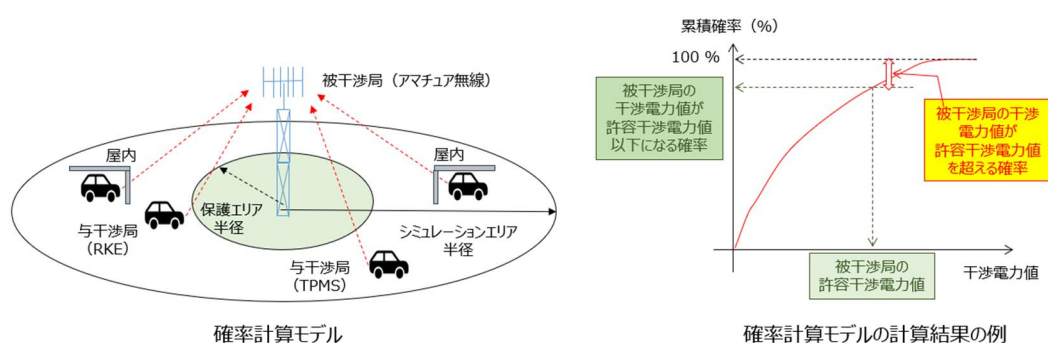 被干渉局（アマチュア無線）
屋内
屋内
与干渉局
(RKE)
保護エリア
半径
シミュレーションエリア
半径
与干渉局
（TPMS）
確率計算モデル
累積確率（%）
100 %
被干渉局の
干渉電力値が
許容干渉電力値
以下になる確率
被干渉局の干渉
電力値が
許容干渉電力値
を超える確率
被干渉局の
許容干渉電力値
干渉電力値
確率計算モデルの計算結果の例